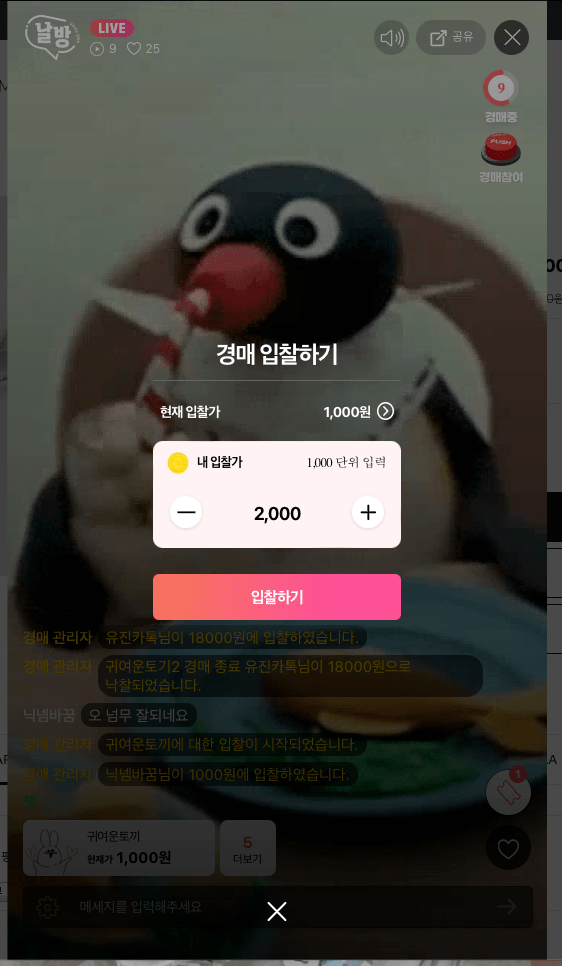 날방
LIVE
9
25
공유
9
경매중
PUSH
경매참여
경매 입찰하기
현재 입찰가
1,000원
내 입찰가
1,000 단위 입력
2,000
입찰하기
경매 관리자 유진카톡님이 18000원에 입찰하였습니다.
경매 관리자 귀여운토기2 경매 종료 유진카톡님이 18000원으로
낙찰되었습니다.
닉넴바꿈 오 넘무 잘되네요
경매 관리자 귀여운토끼에 대한 입찰이 시작되었습니다.
경매 관리자 닉넴바꿈님이 1000원에 입찰하였습니다.
1
귀여운토끼
현재가 1,000원
5
더보기
메세지를 입력해주세요